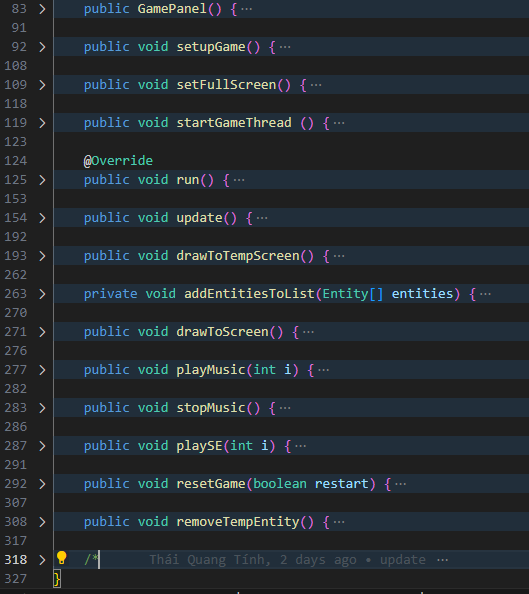 83 > public GamePanel() { ···
91
92 > public void setupGame() { ···
108
109 > public void setFullScreen() { ···
118
119 > public void startGameThread () { ···
123
124 @Override
125 > public void run() { ···
153
154 > public void update() { ···
192
193 > public void drawToTempScreen() { ···
262
263 > private void addEntitiesToList(Entity[] entities) { ···
270
271 > public void drawToScreen() { ···
276
277 > public void playMusic(int i) { ···
282
283 > public void stopMusic() { ···
286
287 > public void playSE(int i) { ···
291
292 > public void resetGame(boolean restart) { ···
307
308 > public void removeTempEntity() { ···
317
318 > /* Thái Quang Tính, 2 days ago • update ···
327 }